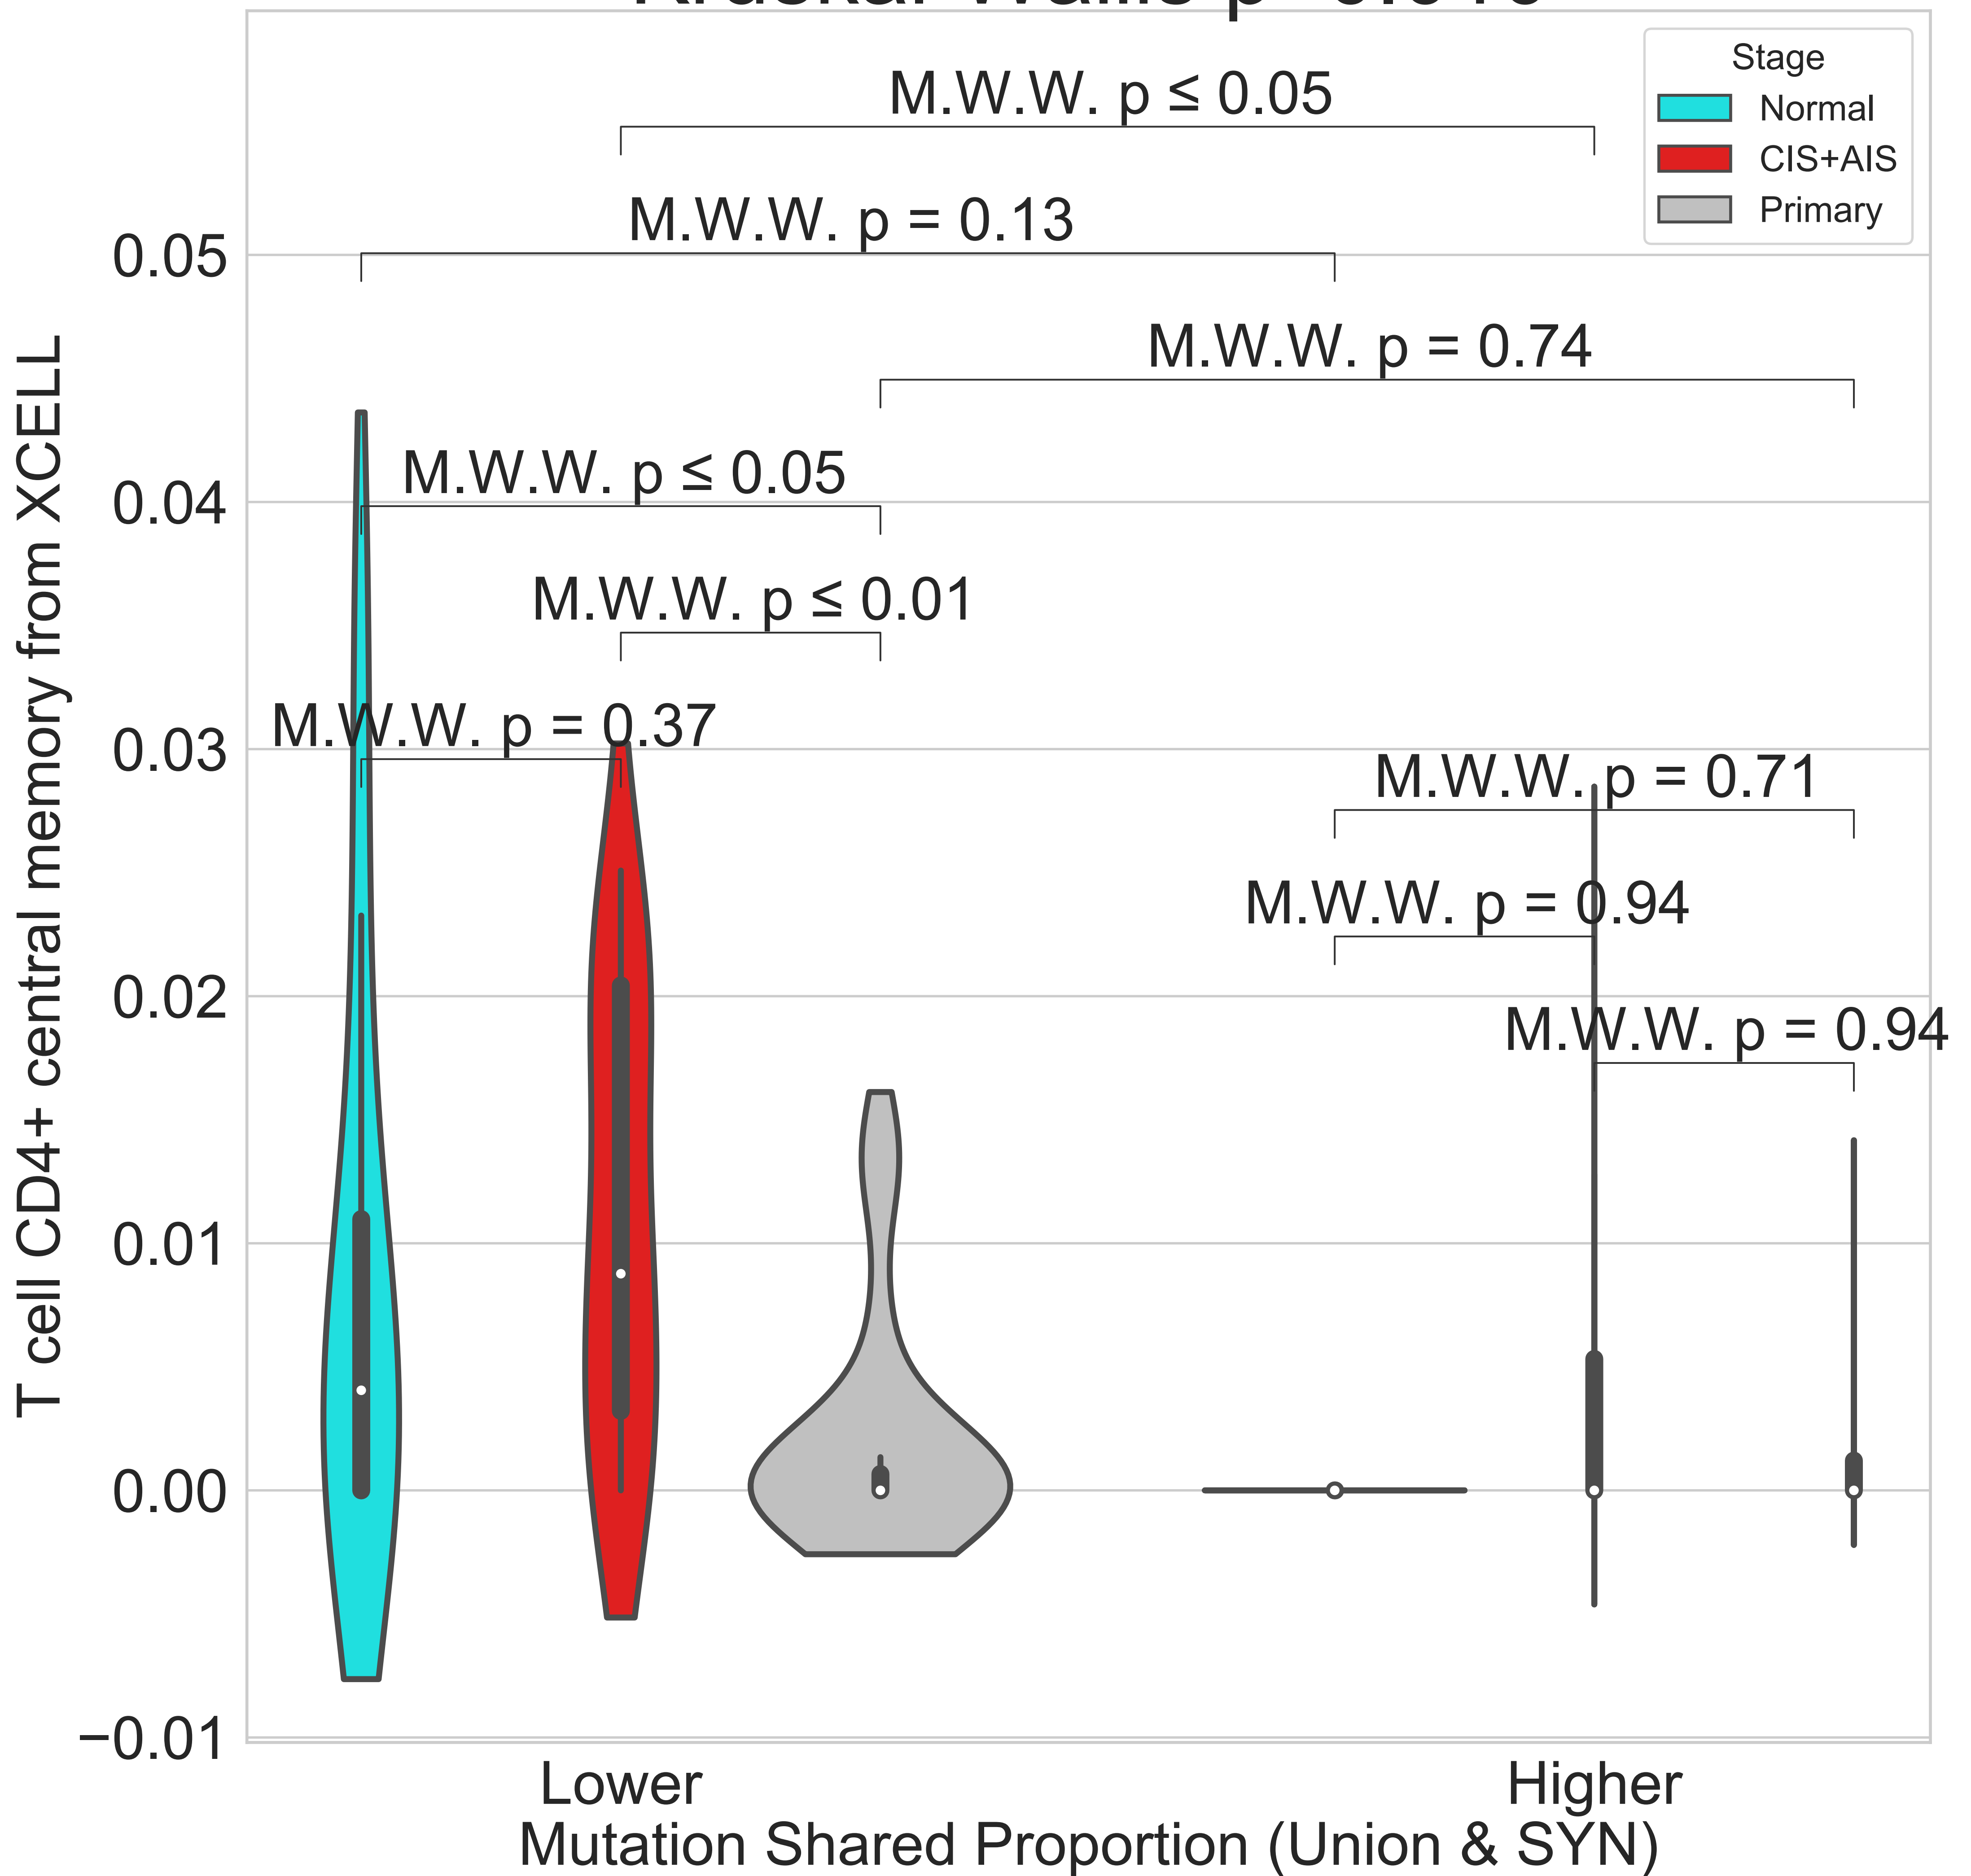 Stage
Normal
CIS+AIS
Primary
M.W.W. p ≤ 0.05
M.W.W. p = 0.13
M.W.W. p = 0.74
M.W.W. p ≤ 0.05
M.W.W. p ≤ 0.01
M.W.W. p = 0.37
M.W.W. p = 0.71
M.W.W. p = 0.94
M.W.W. p = 0.94
T cell CD4+ central memory from XCELL
0.05
0.04
0.03
0.02
0.01
0.00
−0.01
Lower
Higher
Mutation Shared Proportion (Union & SYN)